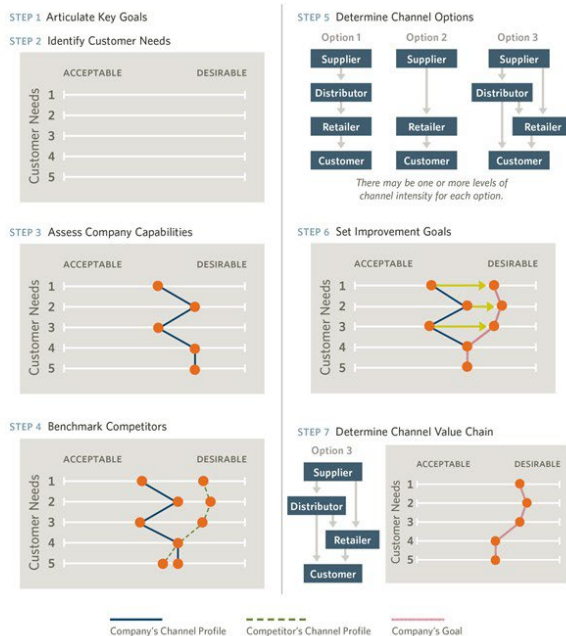 STEP 1 Articulate Key Goals
STEP 2 Identify Customer Needs
ACCEPTABLE DESIRABLE
Customer Needs
1
2
3
4
5
STEP 3 Assess Company Capabilities
ACCEPTABLE DESIRABLE
Customer Needs
1
2
3
4
5
STEP 4 Benchmark Competitors
ACCEPTABLE DESIRABLE
Customer Needs
1
2
3
4
5
STEP 5 Determine Channel Options
Option 1 Option 2 Option 3
Supplier Supplier Supplier
Distributor Distributor
Retailer Retailer Retailer
Customer Customer Customer
There may be one or more levels of
channel intensity for each option.
STEP 6 Set Improvement Goals
ACCEPTABLE DESIRABLE
Customer Needs
1
2
3
4
5
STEP 7 Determine Channel Value Chain
Option 3
Supplier
Distributor
Retailer
Customer
ACCEPTABLE DESIRABLE
Customer Needs
1
2
3
4
5
Company's Channel Profile Competitor's Channel Profile Company's Goal